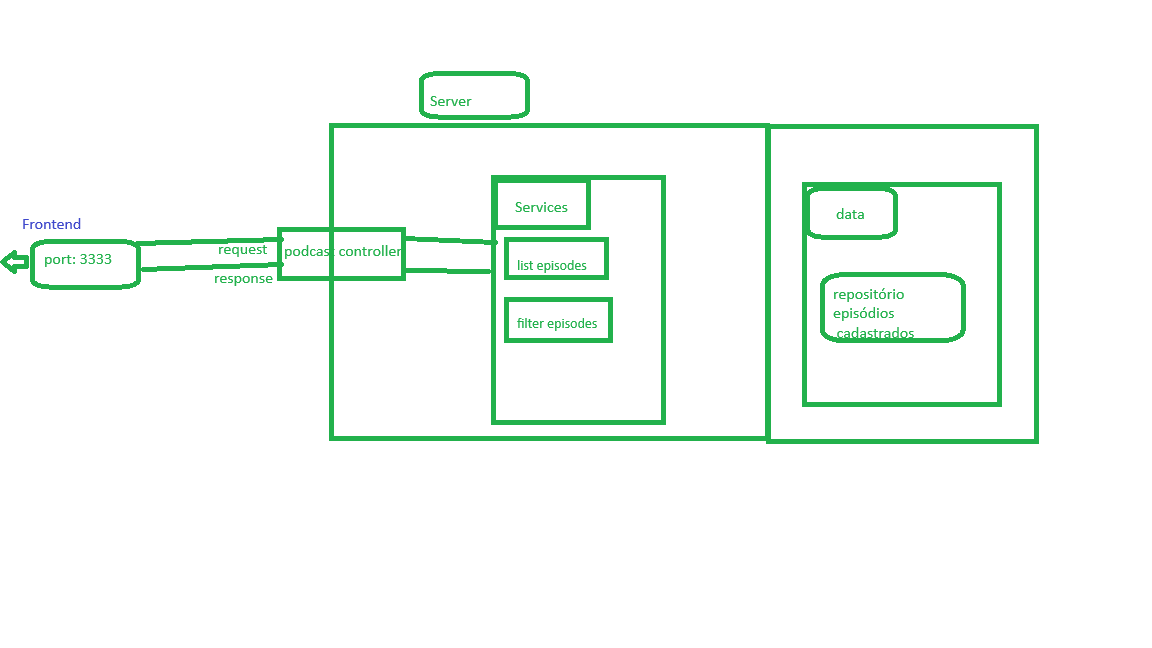 Server
Frontend
port: 3333
request
response
podcast controller
Services
list episodes
filter episodes
data
repositório
episódios
cadastrados